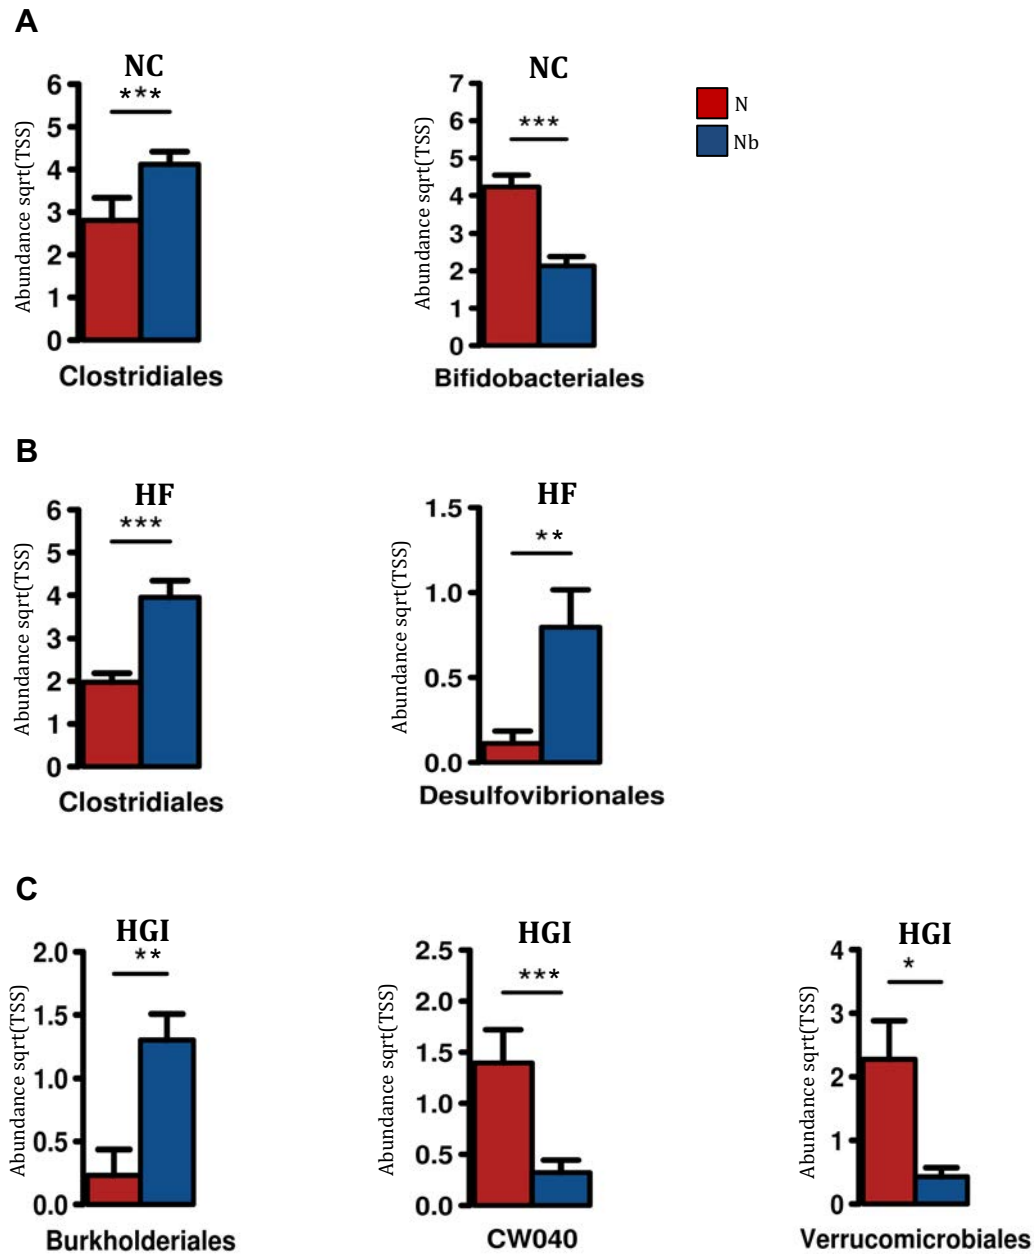 A
NC
***
6
5
4
3
2
1
0
Abundance sqrt(TSS)
Clostridiales
NC
***
7
6
5
4
3
2
1
0
Abundance sqrt(TSS)
Bifidobacteriales
N
Nb
B
HF
***
6
5
4
3
2
1
0
Abundance sqrt(TSS)
Clostridiales
HF
**
1.5
1.0
0.5
0.0
Abundance sqrt(TSS)
Desulfovibrionales
C
HGI
**
2.0
1.5
1.0
0.5
0.0
Abundance sqrt(TSS)
Burkholderiales
HGI
***
2.5
2.0
1.5
1.0
0.5
0.0
Abundance sqrt(TSS)
CW040
HGI
*
4
3
2
1
0
Abundance sqrt(TSS)
Verrucomicrobiales